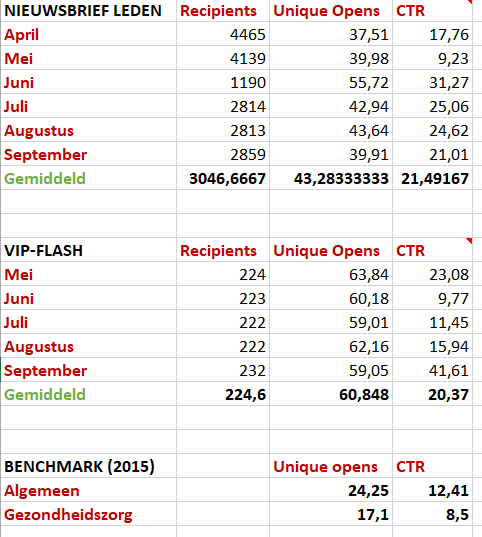 NIEUWSBRIEF LEDEN Recipients Unique Opens CTR
April 4465 37,51 17,76
Mei 4139 39,98 9,23
Juni 1190 55,72 31,27
Juli 2814 42,94 25,06
Augustus 2813 43,64 24,62
September 2859 39,91 21,01
Gemiddeld 3046,6667 43,28333333 21,49167
VIP-FLASH Recipients Unique Opens CTR
Mei 224 63,84 23,08
Juni 223 60,18 9,77
Juli 222 59,01 11,45
Augustus 222 62,16 15,94
September 232 59,05 41,61
Gemiddeld 224,6 60,848 20,37
BENCHMARK (2015) Unique opens CTR
Algemeen 24,25 12,41
Gezondheidszorg 17,1 8,5